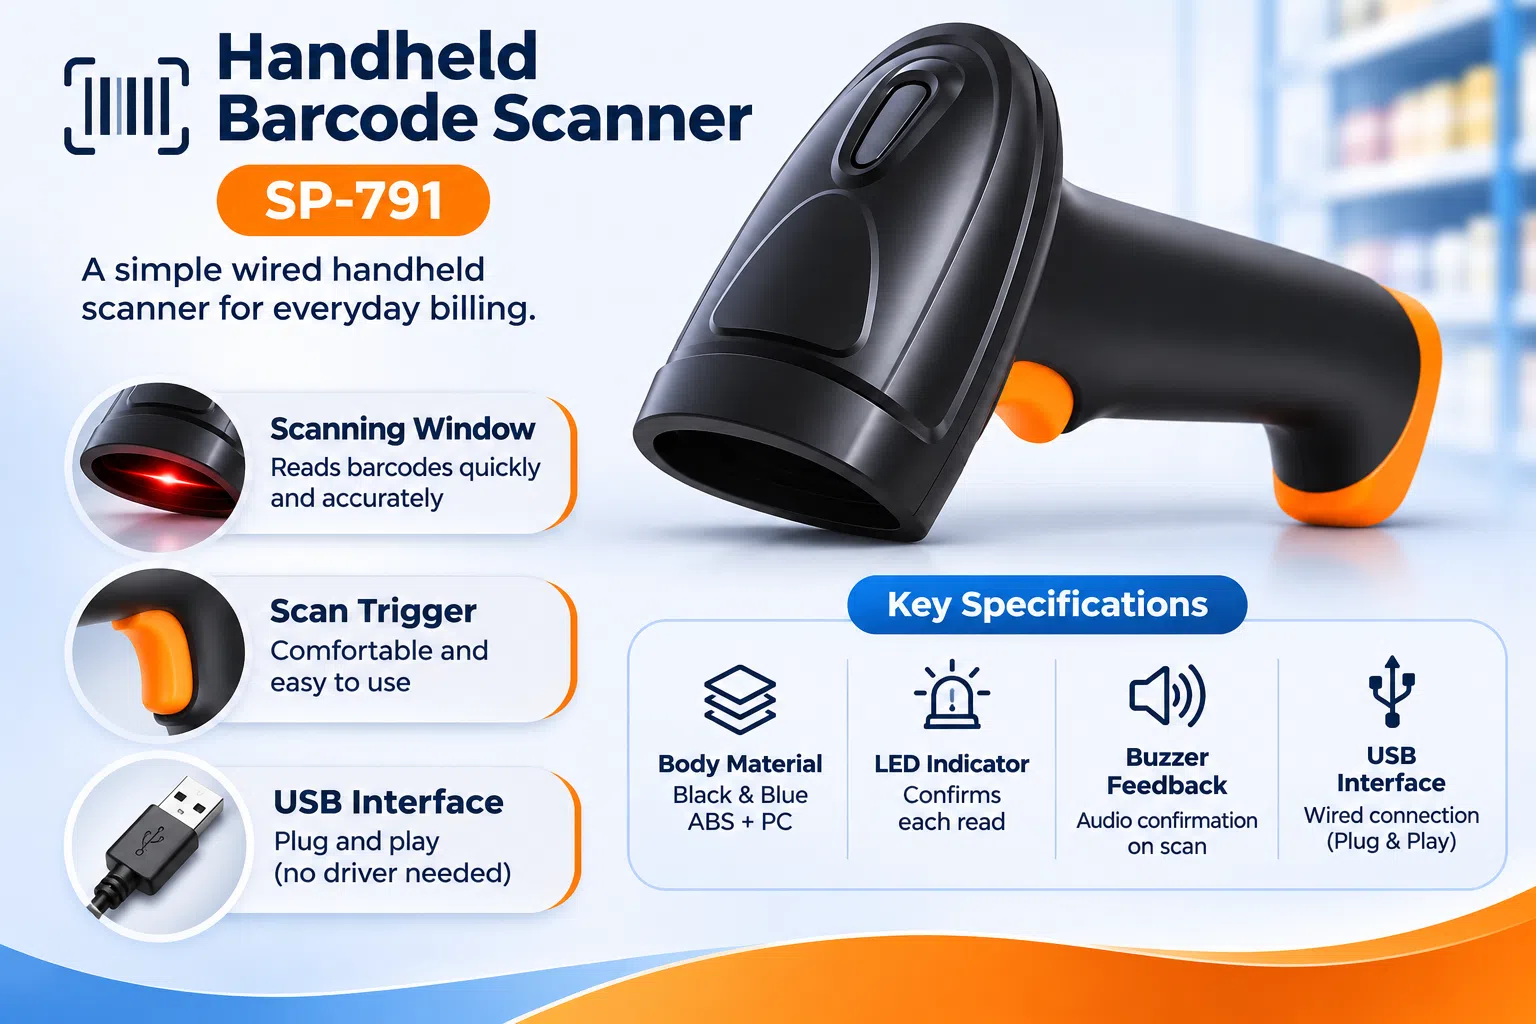 Handheld
Barcode Scanner
SP-791
A simple wired handheld
scanner for everyday billing.
Scanning Window
Reads barcodes quickly
and accurately
Scan Trigger
Comfortable and
easy to use
USB Interface
Plug and play
(no driver needed)
Key Specifications
Body Material
Black & Blue
ABS + PC
LED Indicator
Confirms
each read
Buzzer
Feedback
Audio confirmation
on scan
USB
Interface
Wired connection
(Plug & Play)